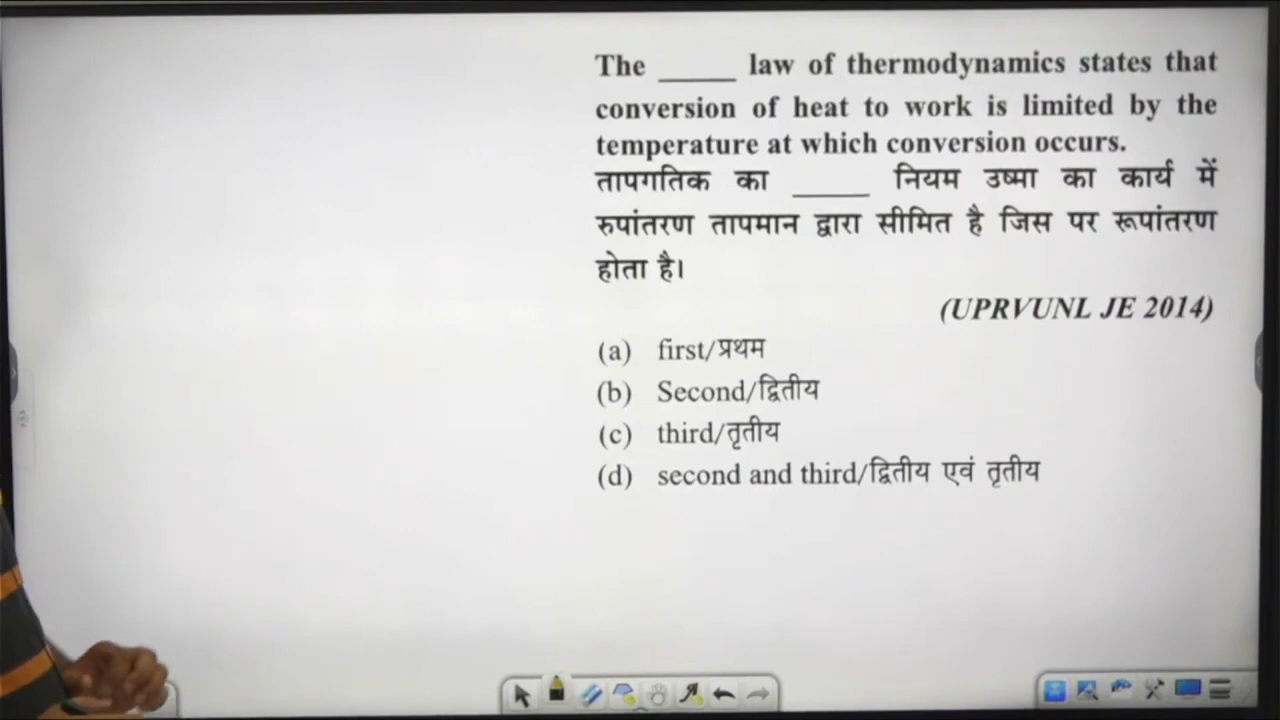 The _____ law of thermodynamics states that
conversion of heat to work is limited by the
temperature at which conversion occurs.
तापगतिक का _____ नियम उष्मा का कार्य में
रुपांतरण तापमान द्वारा सीमित है जिस पर रूपांतरण
होता है।
(UPRVUNL JE 2014)
(a) first/प्रथम
(b) Second/द्वितीय
(c) third/तृतीय
(d) second and third/द्वितीय एवं तृतीय